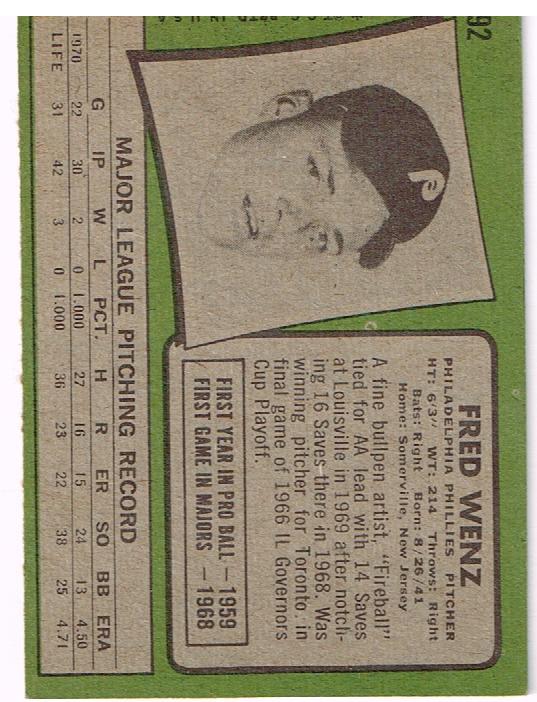 92
FRED WENZ
PHILADELPHIA PHILLIES PITCHER
HT: 6'3" WT: 214 Throws: Right
Bats: Right Born: 8/26/41
Home: Somerville, New Jersey
A fine bullpen artist, "Fireball"
tied for AA lead with 14 Saves
at Louisville in 1969 after notch-
ing 16 Saves there in 1968. Was
winning pitcher for Toronto in
final game of 1966 IL Governors
Cup Playoff.
FIRST YEAR IN PRO BALL — 1959
FIRST GAME IN MAJORS — 1968
P
MAJOR LEAGUE PITCHING RECORD
G IP W L PCT. H R ER SO BB ERA
1970 22 30 2 0 1.000 27 16 15 24 13 4.50
LIFE 31 42 3 0 1.000 36 23 22 38 25 4.71